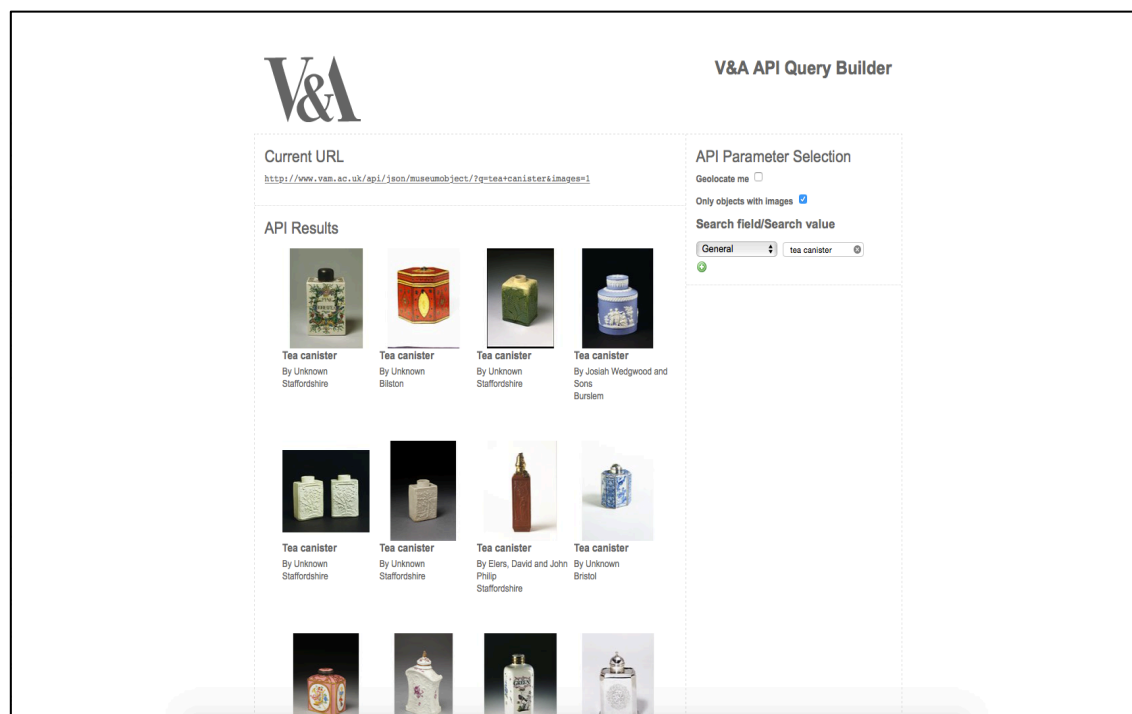 V&A
V&A API Query Builder
Current URL
http://www.vam.ac.uk/api/json/museumobject/?q=tea+canister&images=1
API Results
Tea canister
By Unknown
Staffordshire
Tea canister
By Unknown
Bilston
Tea canister
By Unknown
Staffordshire
Tea canister
By Josiah Wedgwood and
Sons
Burslem
Tea canister
By Unknown
Staffordshire
Tea canister
By Unknown
Staffordshire
Tea canister
By Elers, David and John
Philip
Staffordshire
Tea canister
By Unknown
Bristol
GREEN
API Parameter Selection
Geolocate me
Only objects with images
Search field/Search value
General
tea canister